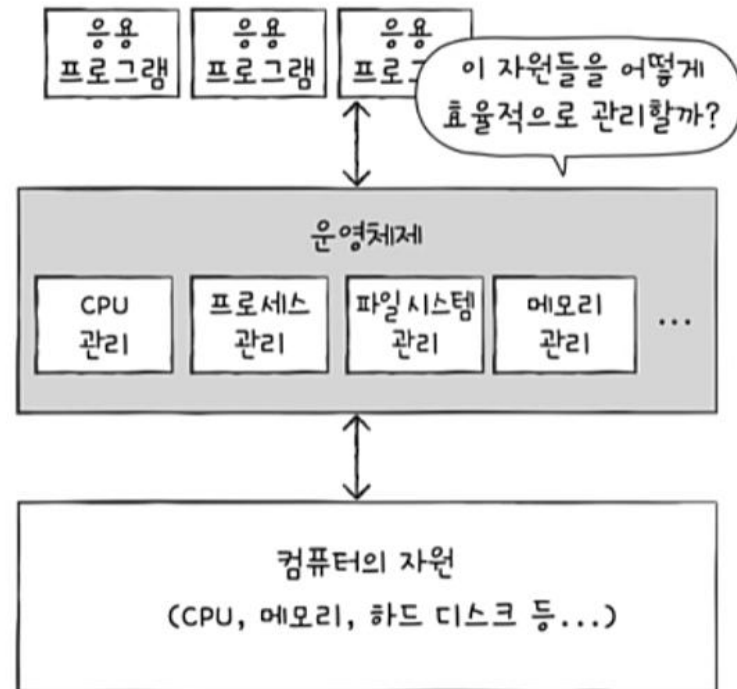 응용 응용 응용
프로그램 프로그램 프로그
이 자원들을 어떻게
효율적으로 관리할까?
운영체제
CPU 프로세스 파일시스템 메모리
관리 관리 관리 관리 ...
컴퓨터의 자원
(CPU, 메모리, 하드 디스크 등...)